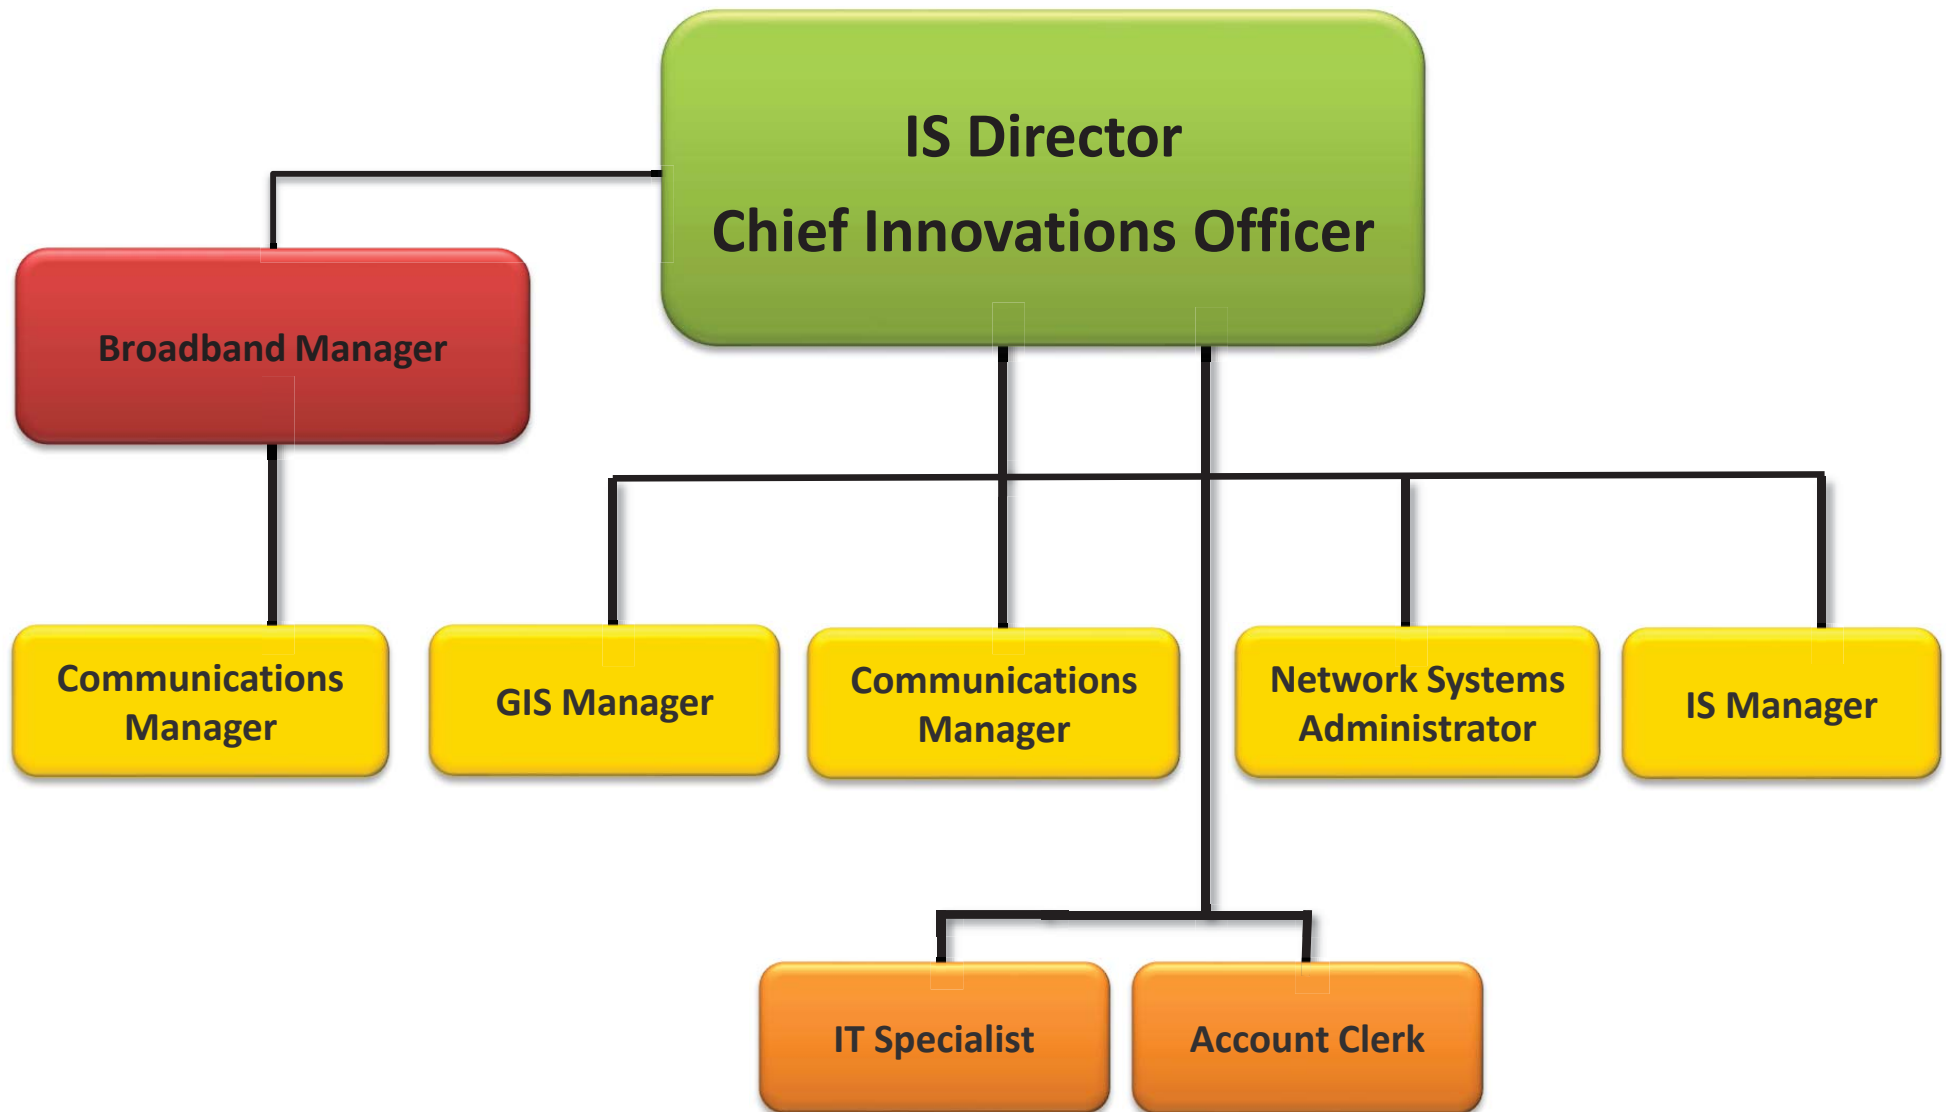 IS Director
Chief Innovations Officer
Broadband Manager
Communications
Manager
GIS Manager
Communications
Manager
Network Systems
Administrator
IS Manager
IT Specialist
Account Clerk